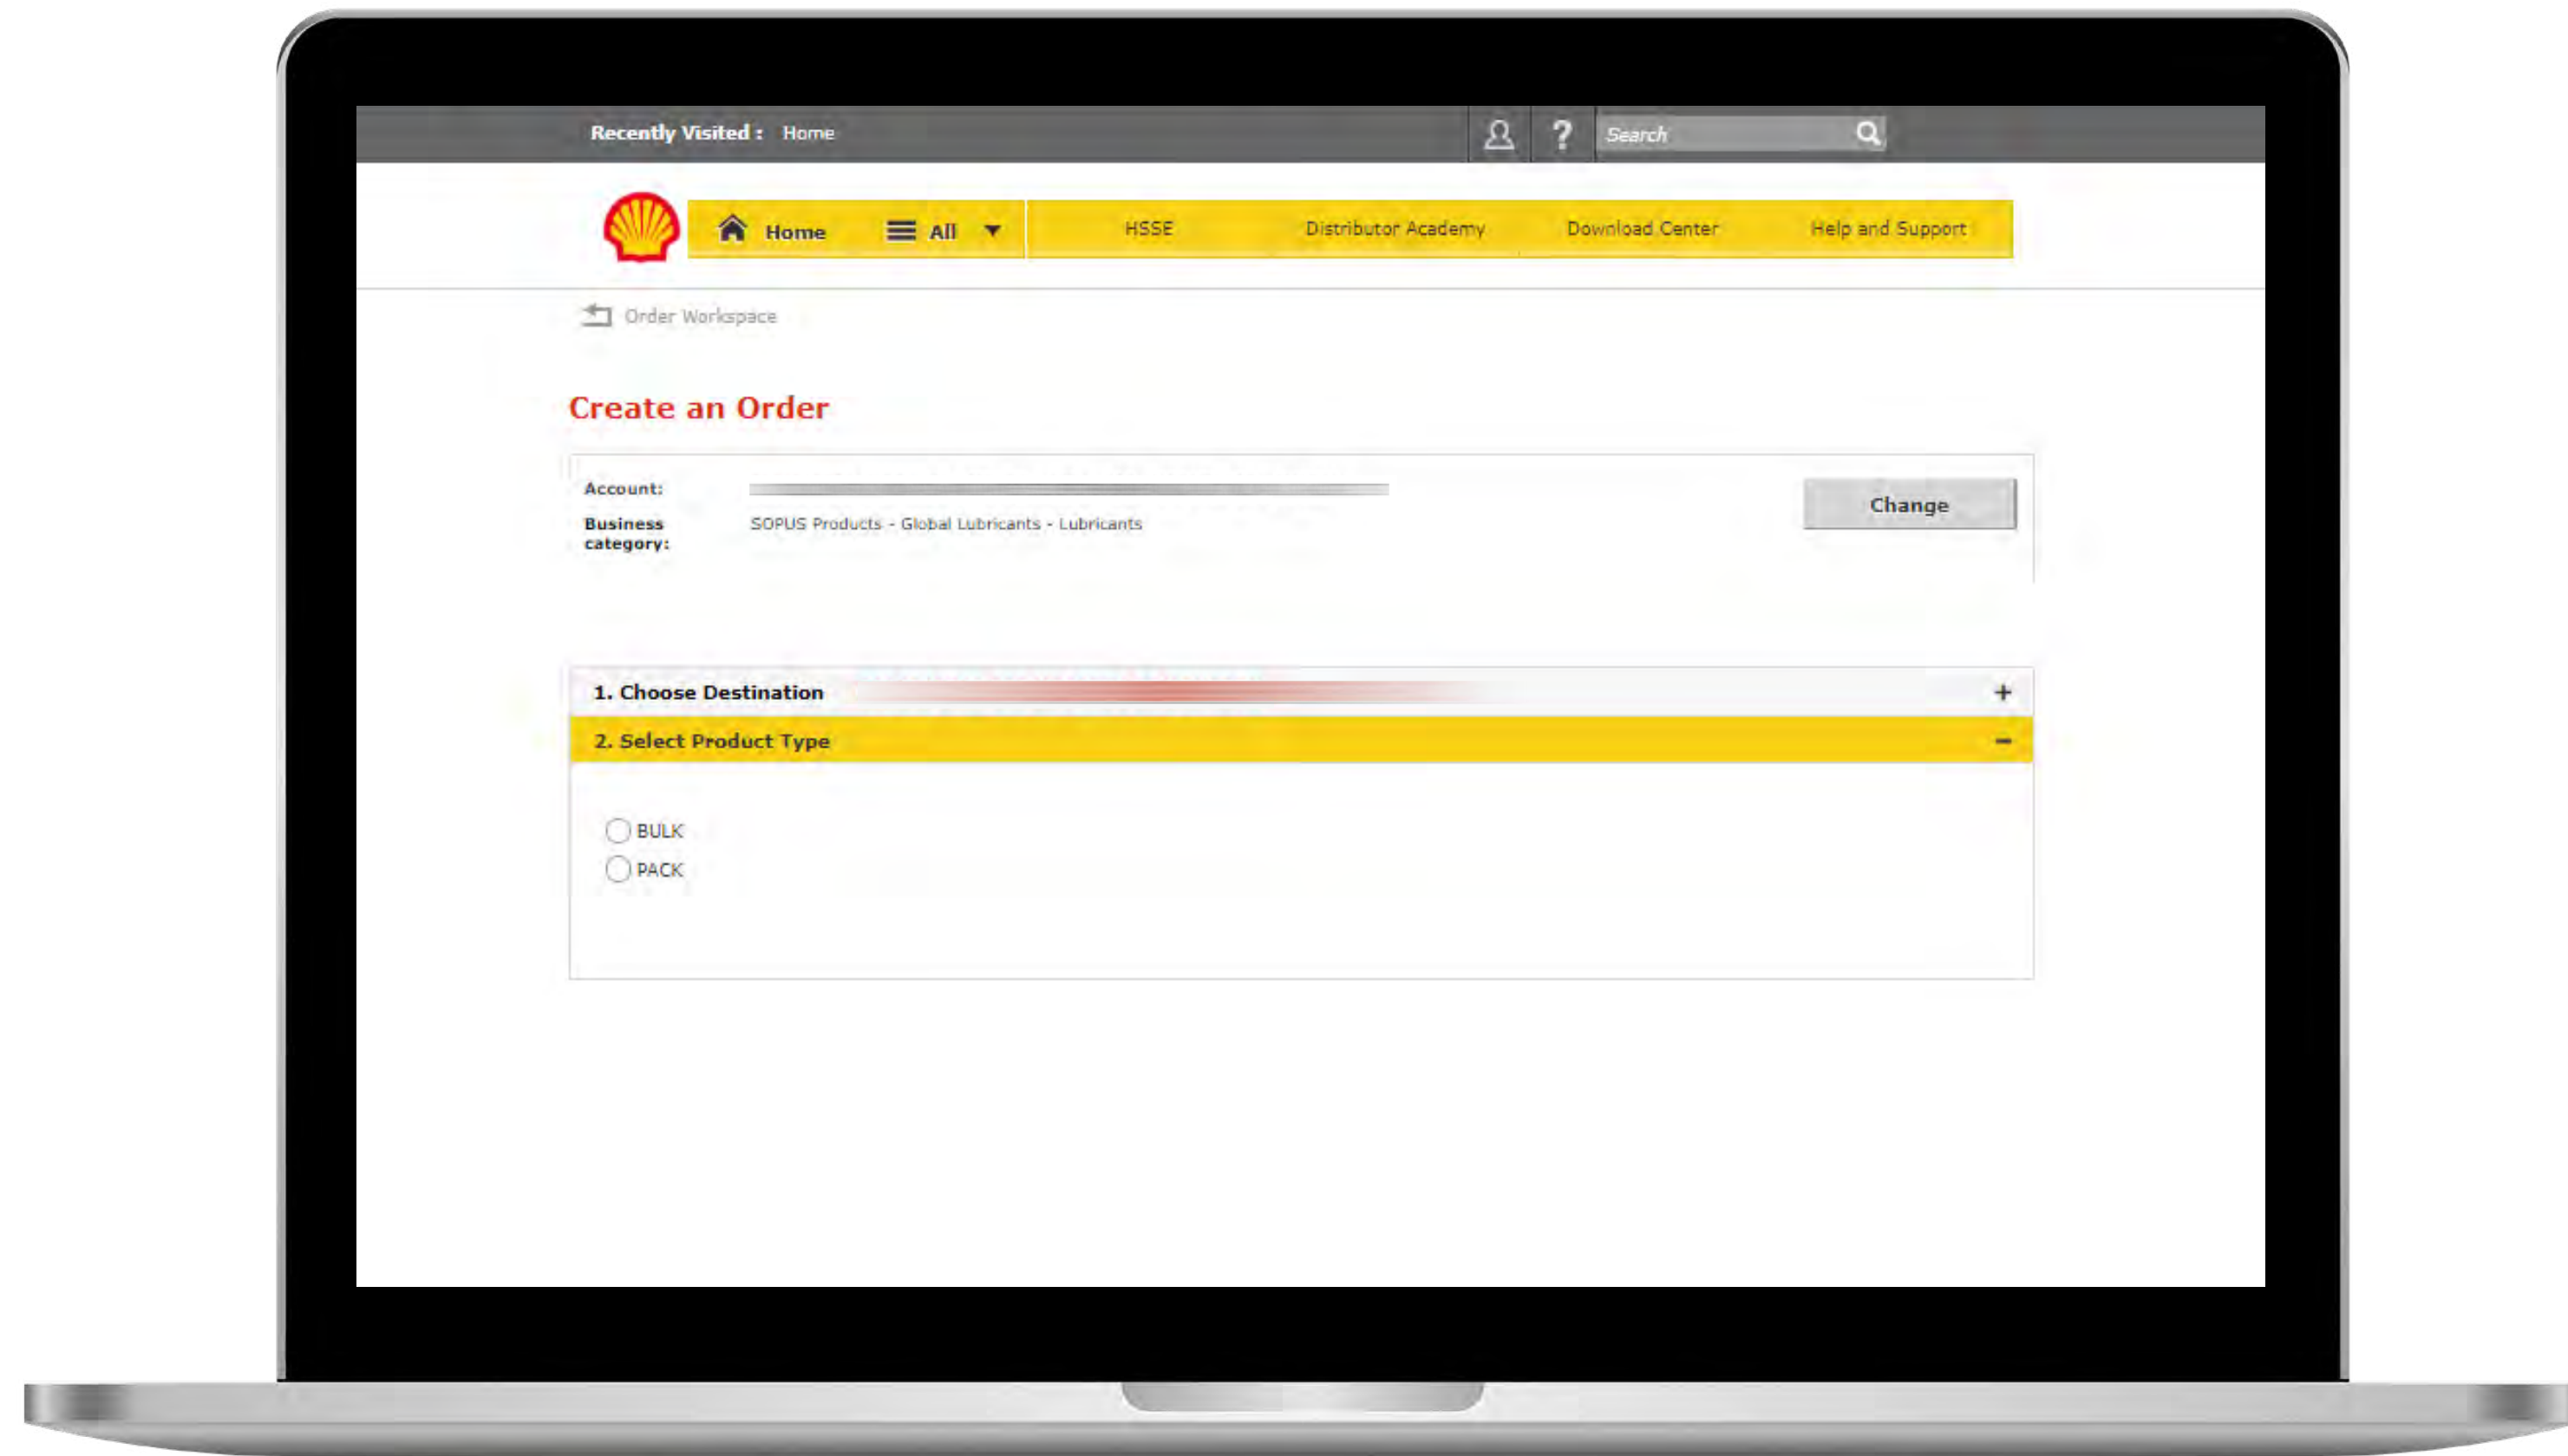 Recently Visited : Home
? Search
Home All HSSE Distributor Academy Download Center Help and Support
Order Workspace
Create an Order
Account:
Change
Business category: SOPUS Products - Global Lubricants - Lubricants
1. Choose Destination +
2. Select Product Type −
BULK
PACK